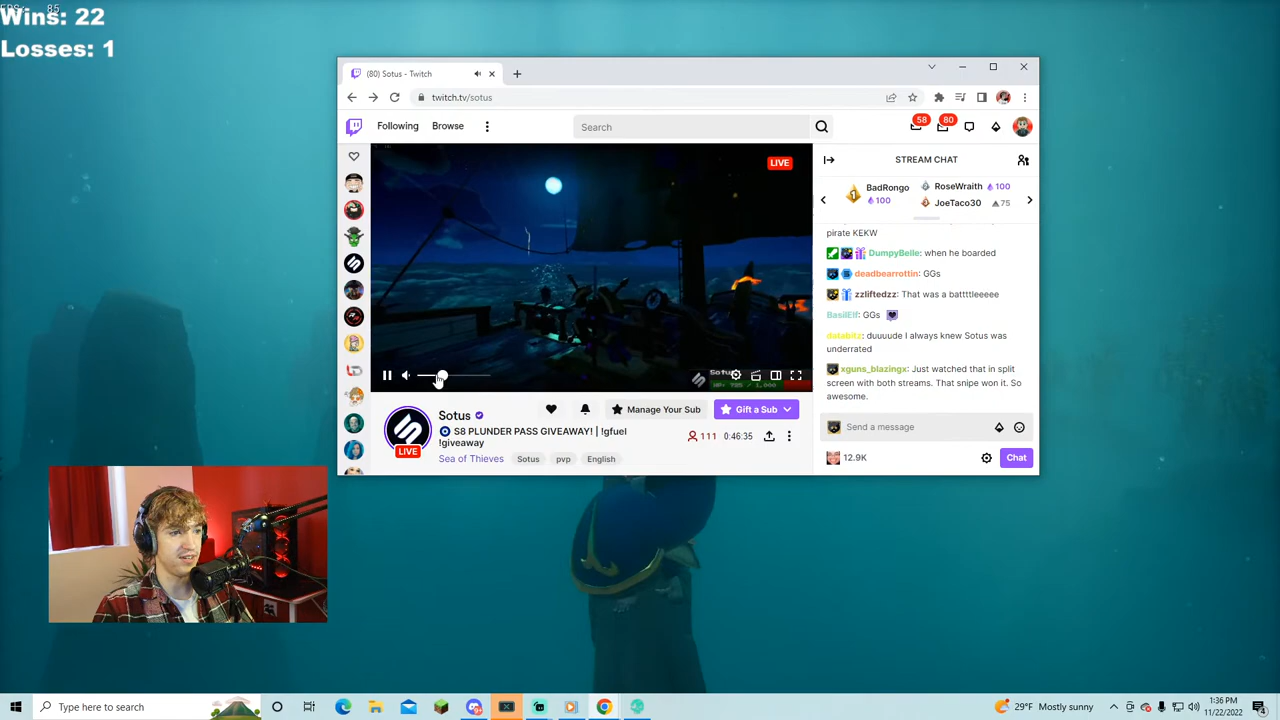 FPS: 85
Wins: 22
Losses: 1
(80) Sotus - Twitch
twitch.tv/sotus
Following
Browse
Search
58
80
LIVE
STREAM CHAT
1
BadRongo
100
RoseWraith 100
JoeTaco30 75
pirate KEKW
DumpyBelle: when he boarded
deadbearrottin: GGs
zzliftedzz: That was a battttleeeee
BasilElf: GGs
databitz: duuuude I always knew Sotus was
underrated
xguns_blazingx: Just watched that in split
screen with both streams. That snipe won it. So
awesome.
Send a message
12.9K
Chat
Sotus
LIVE
S8 PLUNDER PASS GIVEAWAY! | !gfuel
!giveaway
Sea of Thieves
Sotus
pvp
English
Manage Your Sub
Gift a Sub
111
0:46:35
Type here to search
29°F Mostly sunny
1:36 PM
11/22/2022
4